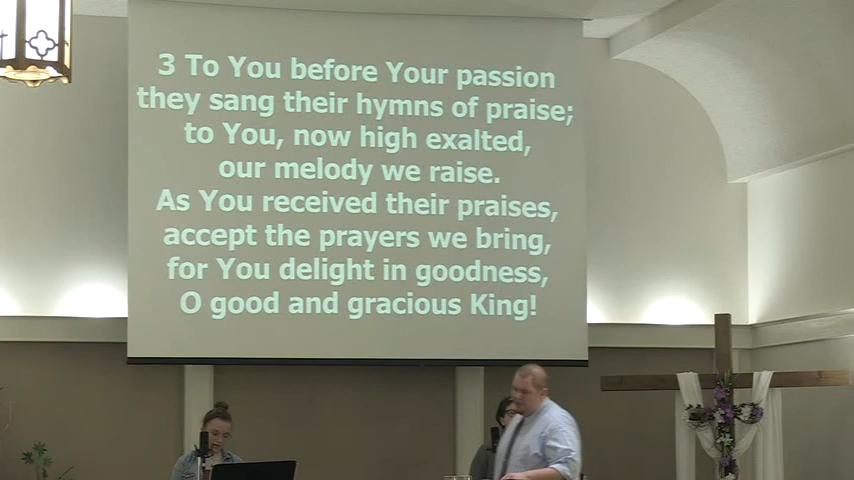 3 To You before Your passion
they sang their hymns of praise;
to You, now high exalted,
our melody we raise.
As You received their praises,
accept the prayers we bring,
for You delight in goodness,
O good and gracious King!